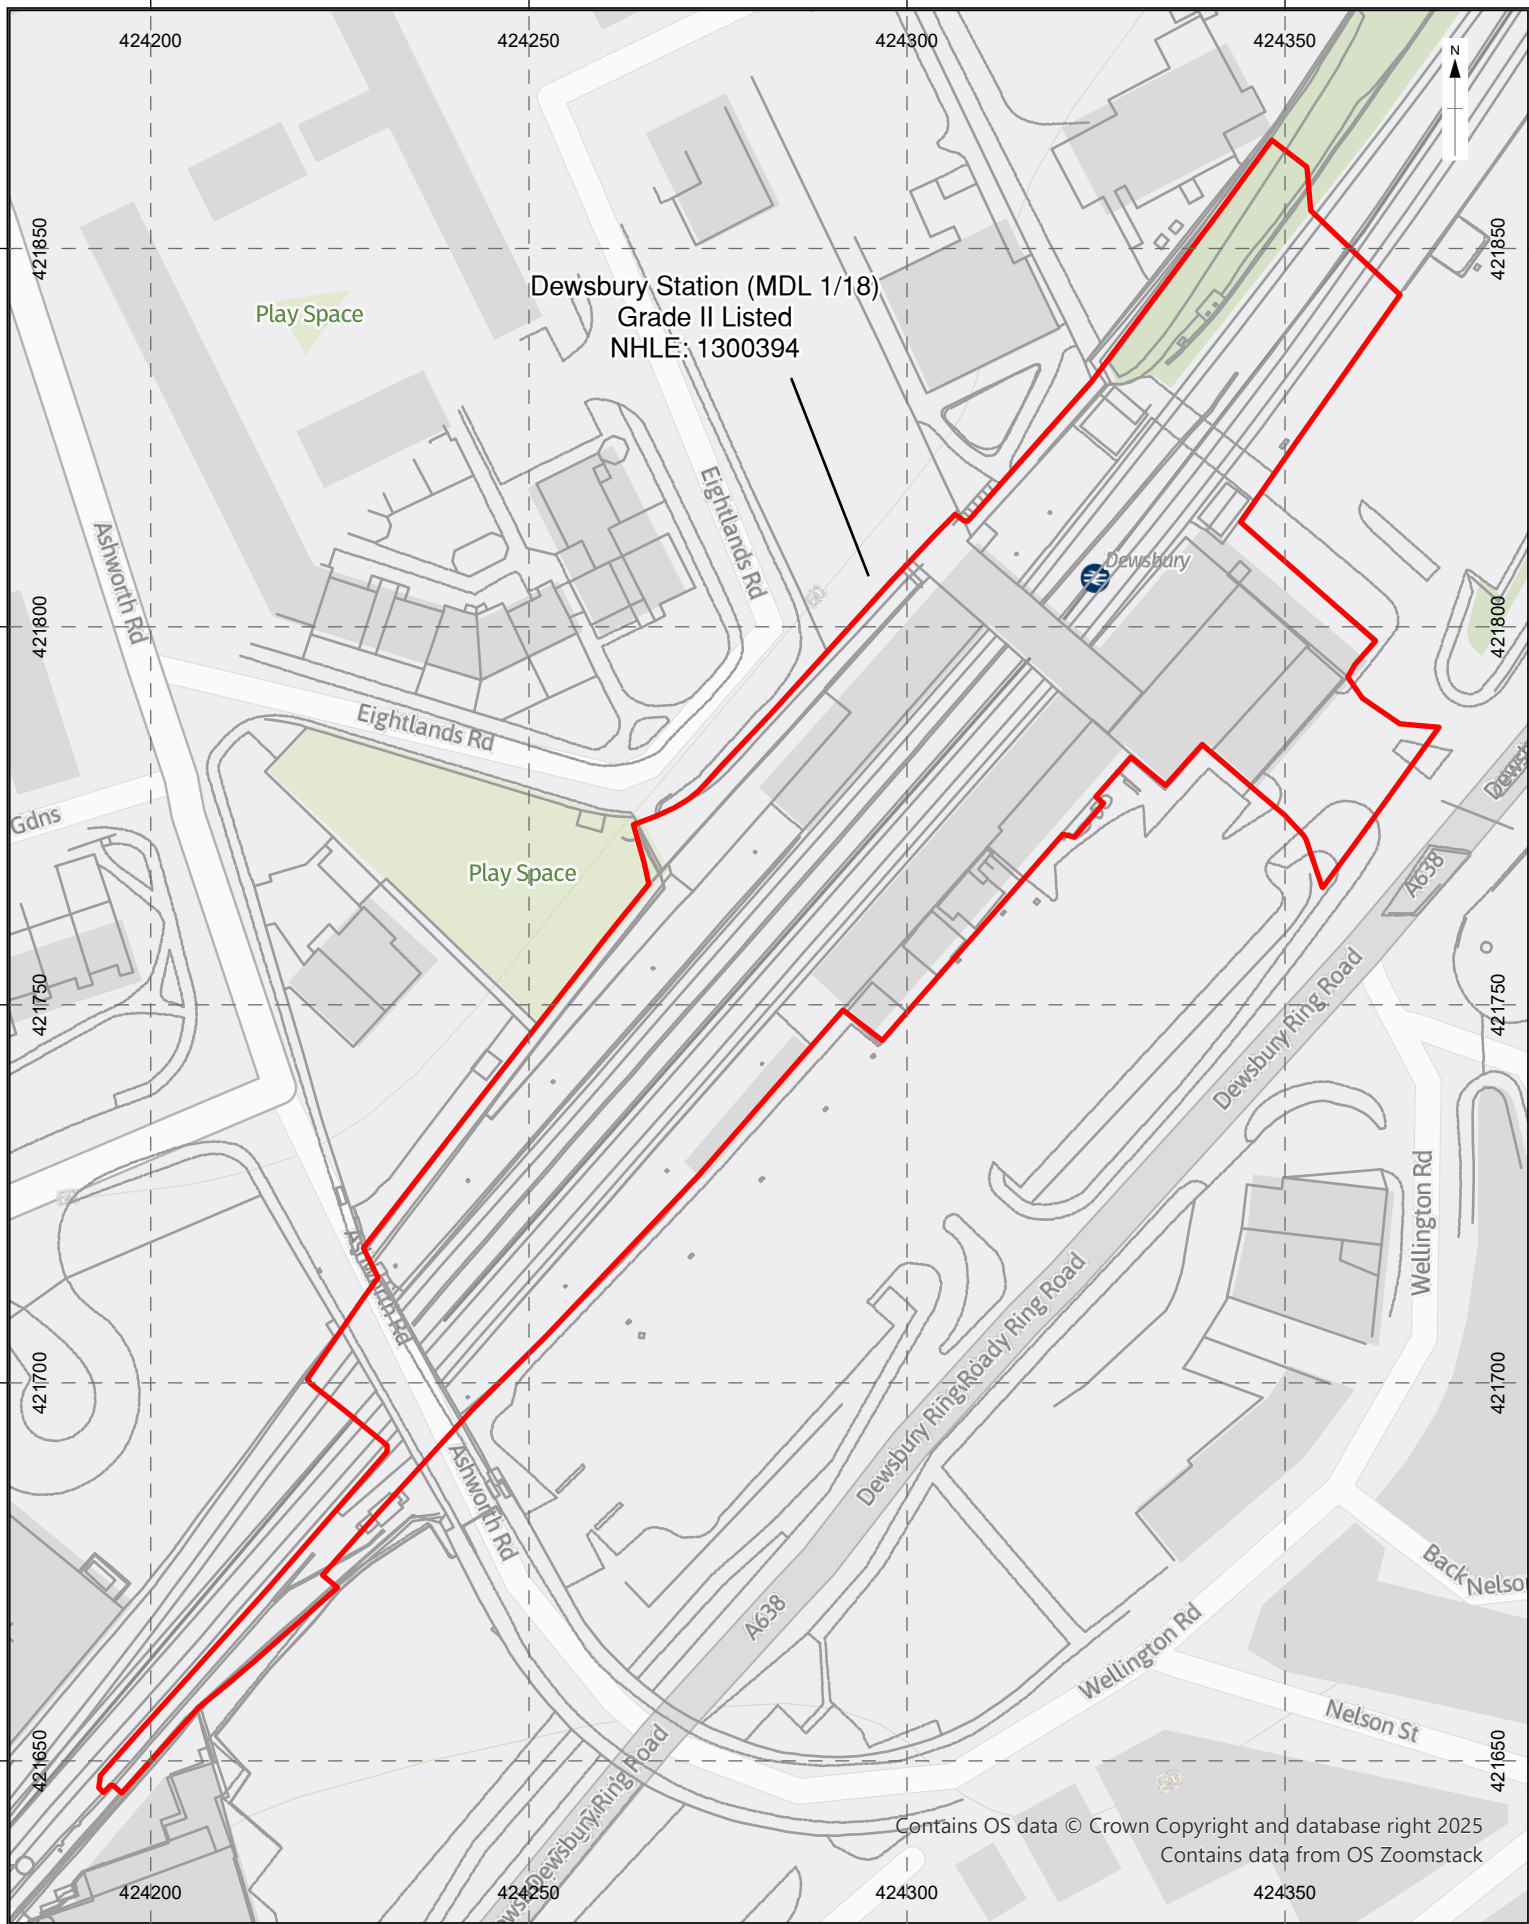 424200
424250
424300
424350
N
421850
421850
Dewsbury Station (MDL 1/18)
Grade II Listed
NHLE: 1300394
Play Space
Eightlands Rd
Ashworth Rd
Dewsbury
421800
421800
Eightlands Rd
Gdns
Play Space
A638
421750
421750
Dewsbury Ring Road
Wellington Rd
Ashworth Rd
Dewsbury Ring Road
421700
421700
Ashworth Rd
Back
Nelson
A638
Wellington Rd
Nelson St
421650
421650
Dewsbury Ring Road
Contains OS data © Crown Copyright and database right 2025
Contains data from OS Zoomstack
424200
424250
424300
424350